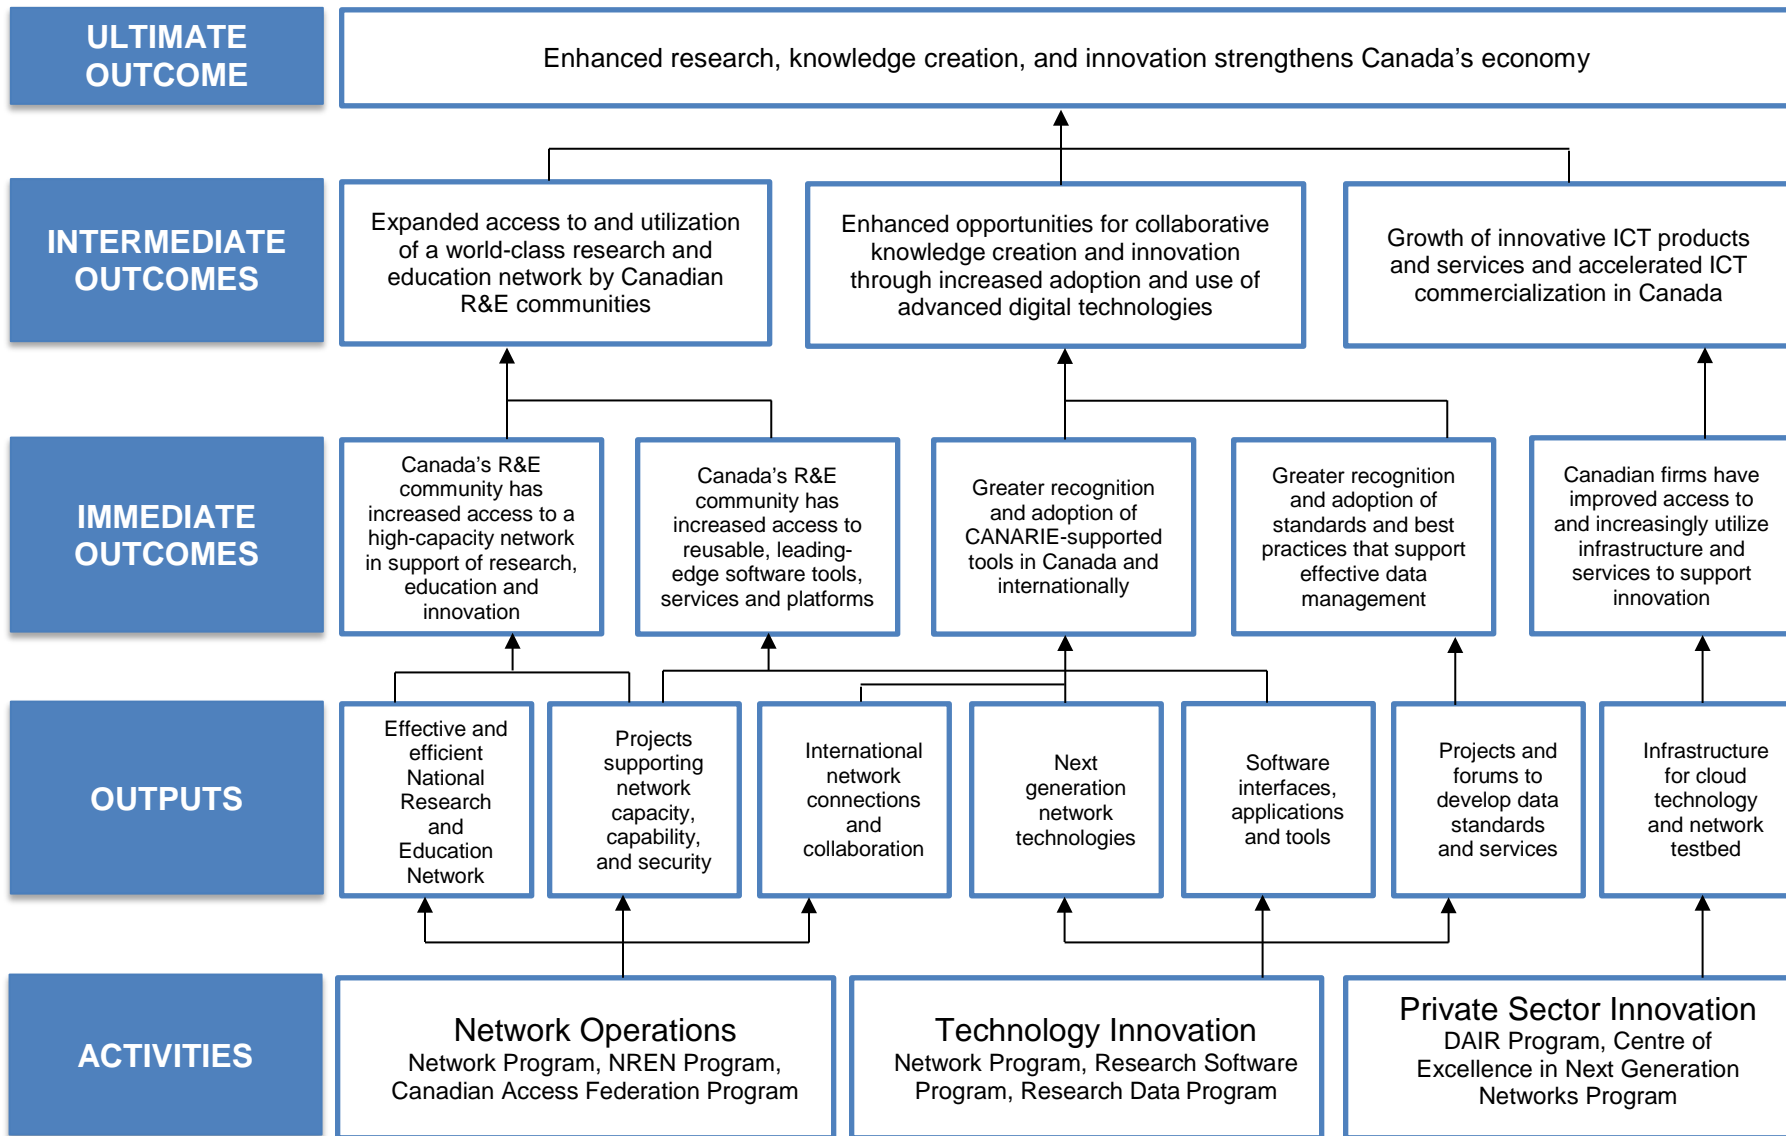 ULTIMATE
OUTCOME
Enhanced research, knowledge creation, and innovation strengthens Canada’s economy
INTERMEDIATE
OUTCOMES
Expanded access to and utilization
of a world-class research and
education network by Canadian
R&E communities
Enhanced opportunities for collaborative
knowledge creation and innovation
through increased adoption and use of
advanced digital technologies
Growth of innovative ICT products
and services and accelerated ICT
commercialization in Canada
IMMEDIATE
OUTCOMES
Canada’s R&E
community has
increased access to a
high-capacity network
in support of research,
education and
innovation
Canada’s R&E
community has
increased access to
reusable, leading-
edge software tools,
services and platforms
Greater recognition
and adoption of
CANARIE-supported
tools in Canada and
internationally
Greater recognition
and adoption of
standards and best
practices that support
effective data
management
Canadian firms have
improved access to
and increasingly utilize
infrastructure and
services to support
innovation
OUTPUTS
Effective and
efficient
National
Research
and
Education
Network
Projects
supporting
network
capacity,
capability,
and security
International
network
connections
and
collaboration
Next
generation
network
technologies
Software
interfaces,
applications
and tools
Projects and
forums to
develop data
standards
and services
Infrastructure
for cloud
technology
and network
testbed
ACTIVITIES
Network Operations
Network Program, NREN Program,
Canadian Access Federation Program
Technology Innovation
Network Program, Research Software
Program, Research Data Program
Private Sector Innovation
DAIR Program, Centre of
Excellence in Next Generation
Networks Program